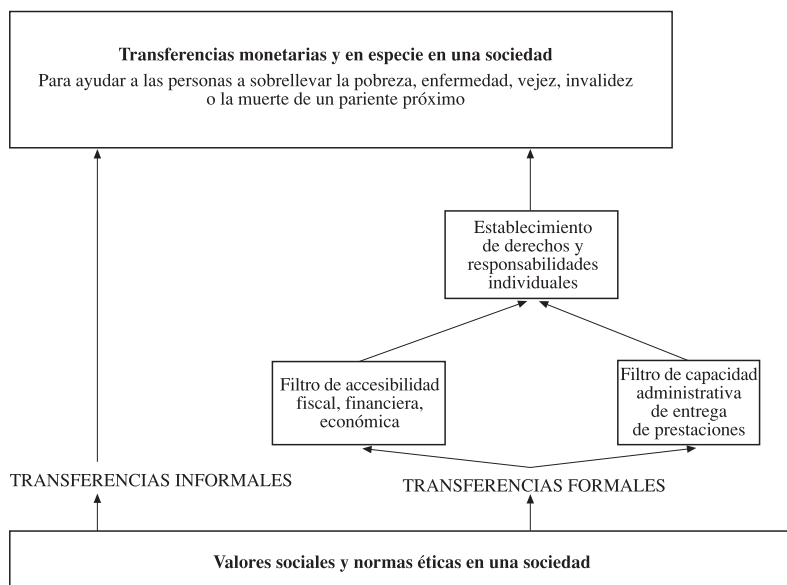 Transferencias monetarias y en especie en una sociedad
Para ayudar a las personas a sobrellevar la pobreza, enfermedad, vejez, invalidez
o la muerte de un pariente próximo
Establecimiento
de derechos y
responsabilidades
individuales
Filtro de accesibilidad
fiscal, financiera,
económica
Filtro de capacidad
administrativa
de entrega
de prestaciones
TRANSFERENCIAS INFORMALES
TRANSFERENCIAS FORMALES
Valores sociales y normas éticas en una sociedad